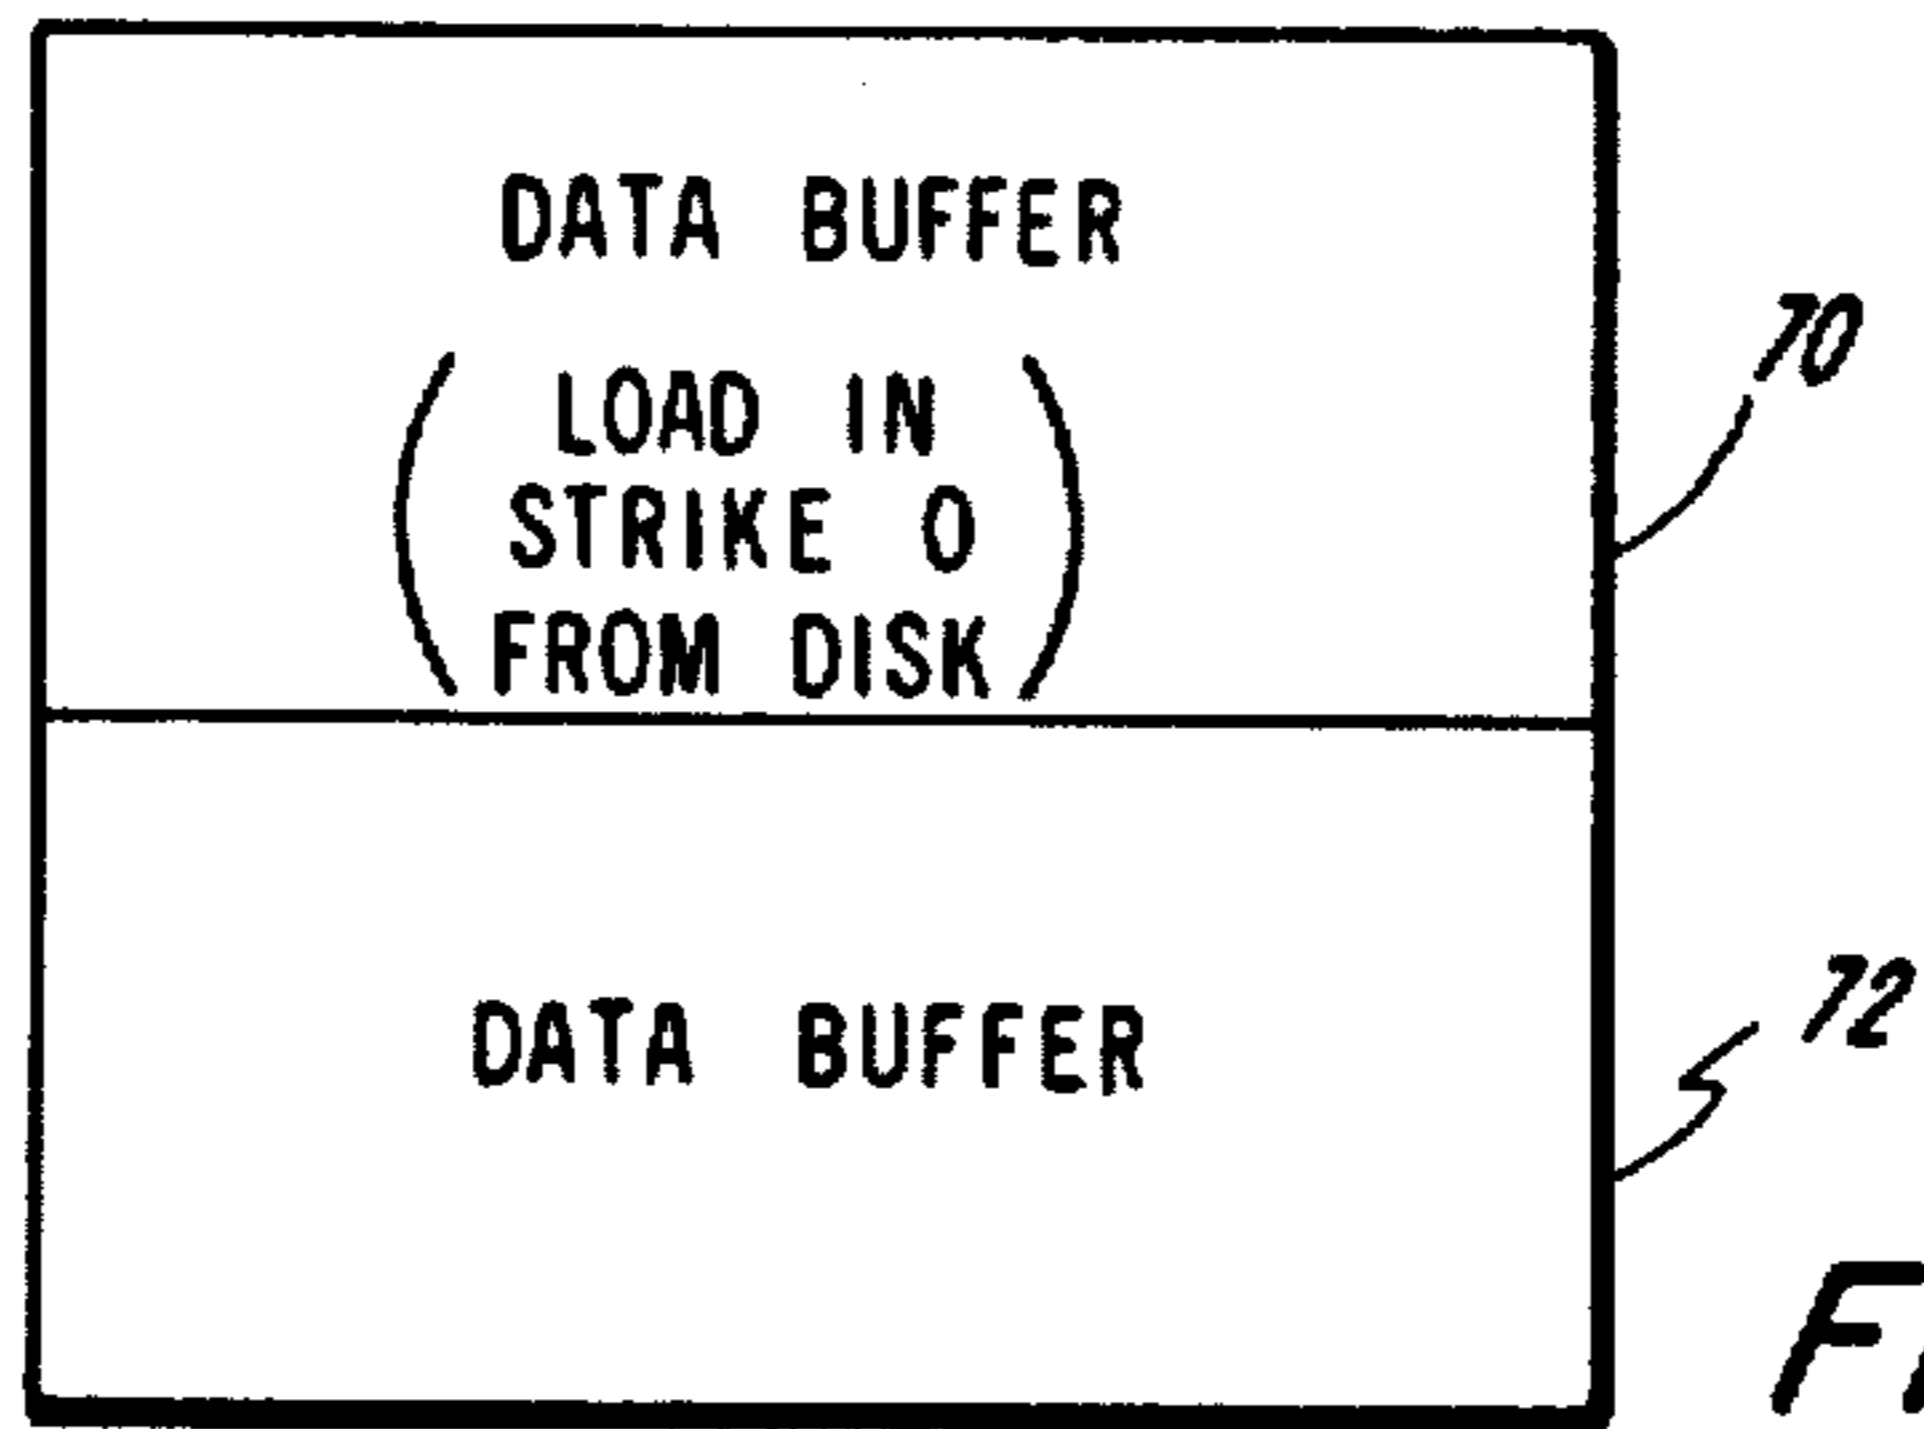 DATA BUFFER
( LOAD IN
STRIKE 0
FROM DISK )
70
DATA BUFFER
72